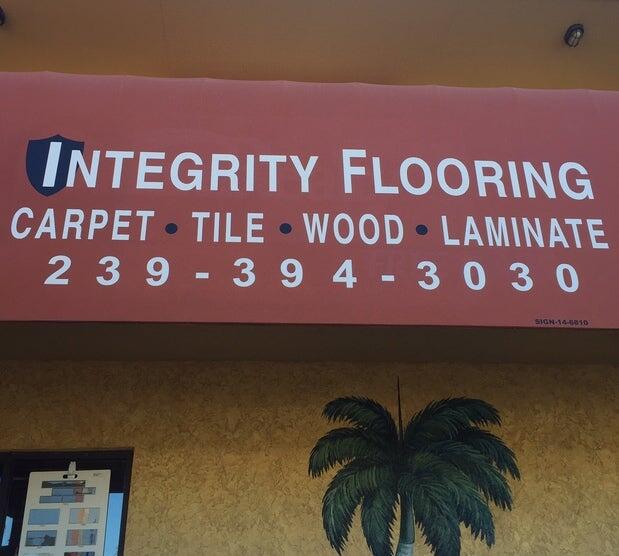 INTEGRITY FLOORING
CARPET • TILE • WOOD • LAMINATE
239-394-3030
SIGN-14-6810